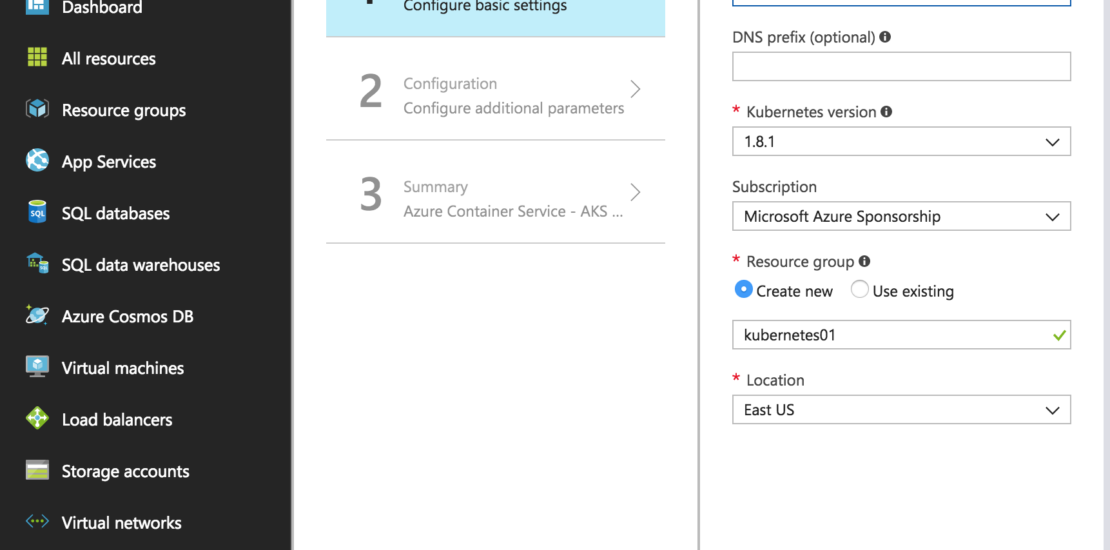 Dashboard
All resources
Resource groups
App Services
SQL
SQL databases
SQL data warehouses
Azure Cosmos DB
Virtual machines
Load balancers
Storage accounts
Virtual networks
Configure basic settings
2
Configuration
Configure additional parameters
3
Summary
Azure Container Service - AKS ...
DNS prefix (optional)
* Kubernetes version
1.8.1
Subscription
Microsoft Azure Sponsorship
* Resource group
Create new Use existing
kubernetes01
* Location
East US